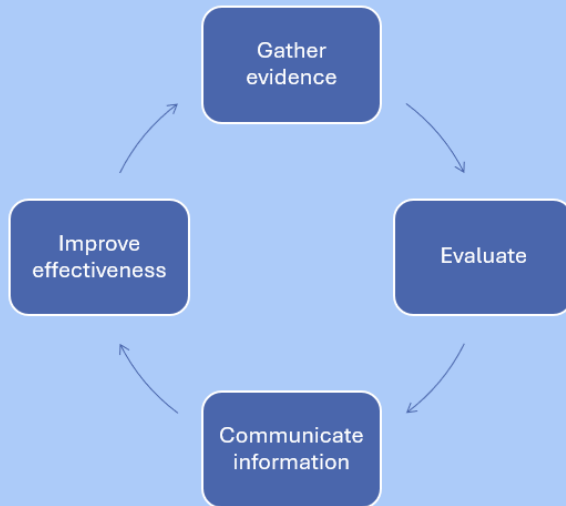 Gather
evidence
Evaluate
Communicate
information
Improve
effectiveness